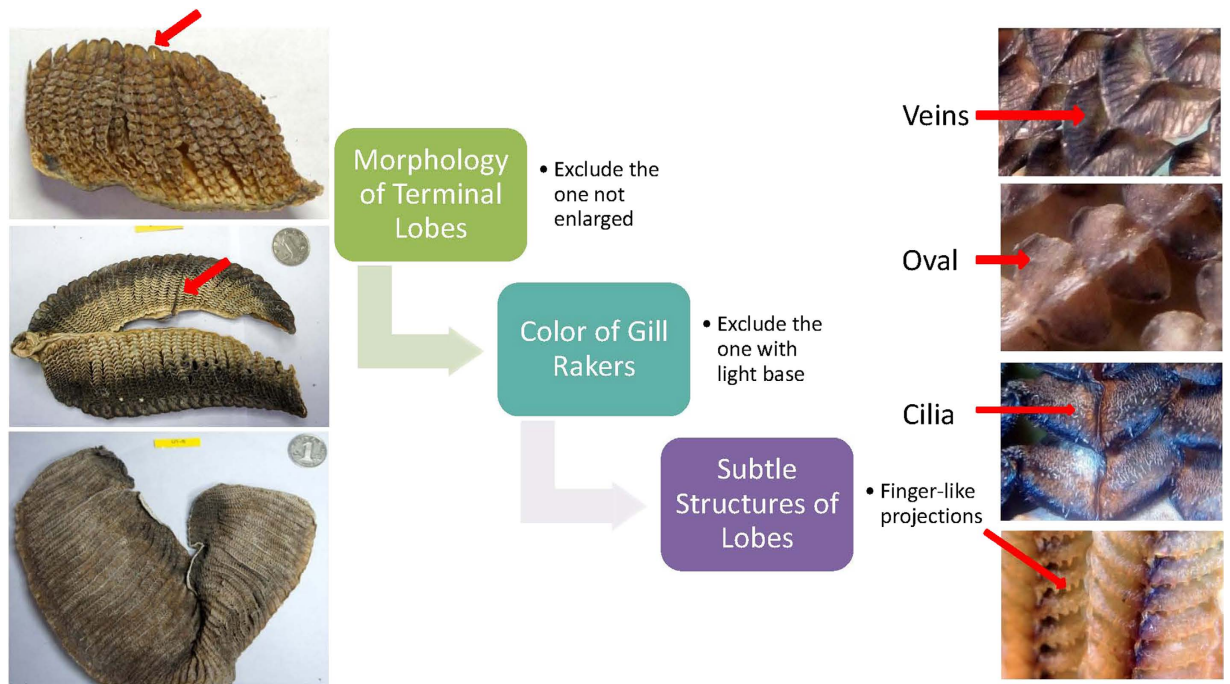 Morphology
of Terminal
Lobes
• Exclude the
one not
enlarged
Color of Gill
Rakers
• Exclude the
one with
light base
Subtle
Structures of
Lobes
• Finger-like
projections
Veins
Oval
Cilia
1